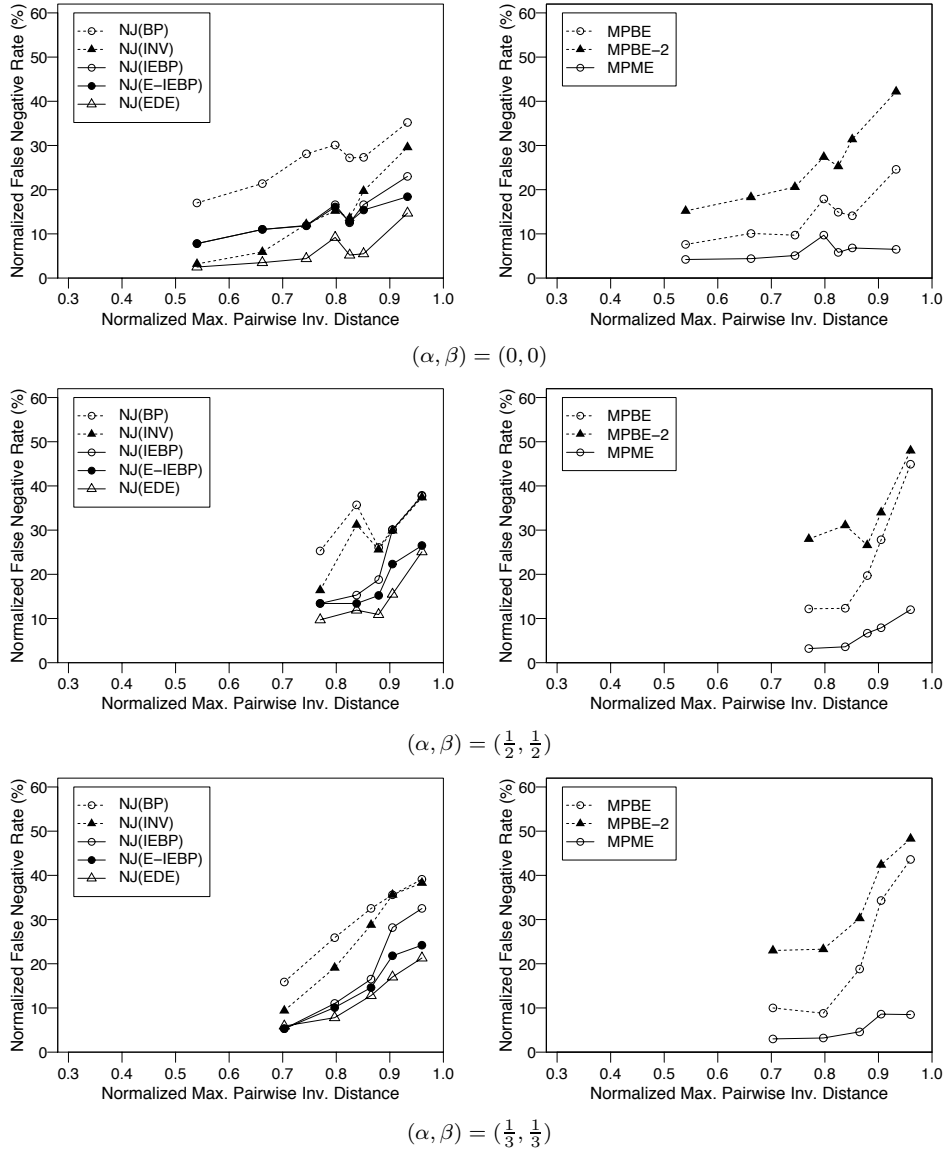 Normalized False Negative Rate (%)
60
50
40
30
20
10
0
NJ(BP)
NJ(INV)
NJ(IEBP)
NJ(E−IEBP)
NJ(EDE)
0.3 0.4 0.5 0.6 0.7 0.8 0.9 1.0
Normalized Max. Pairwise Inv. Distance
Normalized False Negative Rate (%)
60
50
40
30
20
10
0
MPBE
MPBE−2
MPME
0.3 0.4 0.5 0.6 0.7 0.8 0.9 1.0
Normalized Max. Pairwise Inv. Distance
(α, β) = (0, 0)
Normalized False Negative Rate (%)
60
50
40
30
20
10
0
NJ(BP)
NJ(INV)
NJ(IEBP)
NJ(E−IEBP)
NJ(EDE)
0.3 0.4 0.5 0.6 0.7 0.8 0.9 1.0
Normalized Max. Pairwise Inv. Distance
Normalized False Negative Rate (%)
60
50
40
30
20
10
0
MPBE
MPBE−2
MPME
0.3 0.4 0.5 0.6 0.7 0.8 0.9 1.0
Normalized Max. Pairwise Inv. Distance
(α, β) = (1/2, 1/2)
Normalized False Negative Rate (%)
60
50
40
30
20
10
0
NJ(BP)
NJ(INV)
NJ(IEBP)
NJ(E−IEBP)
NJ(EDE)
0.3 0.4 0.5 0.6 0.7 0.8 0.9 1.0
Normalized Max. Pairwise Inv. Distance
Normalized False Negative Rate (%)
60
50
40
30
20
10
0
MPBE
MPBE−2
MPME
0.3 0.4 0.5 0.6 0.7 0.8 0.9 1.0
Normalized Max. Pairwise Inv. Distance
(α, β) = (1/3, 1/3)